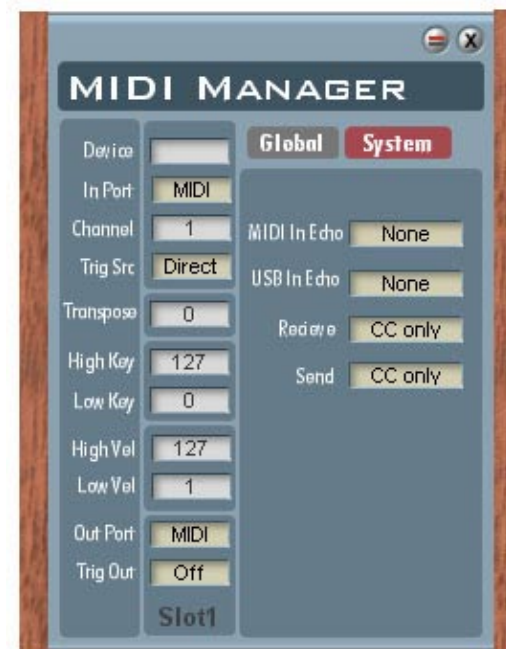 X
MIDI MANAGER
Device
In Port MIDI
Channel 1
Trig Src Direct
Transpose 0
High Key 127
Low Key 0
High Vel 127
Low Vel 1
Out Port MIDI
Trig Out Off
Slot1
Global System
MIDI In Echo None
USB In Echo None
Recieve CC only
Send CC only